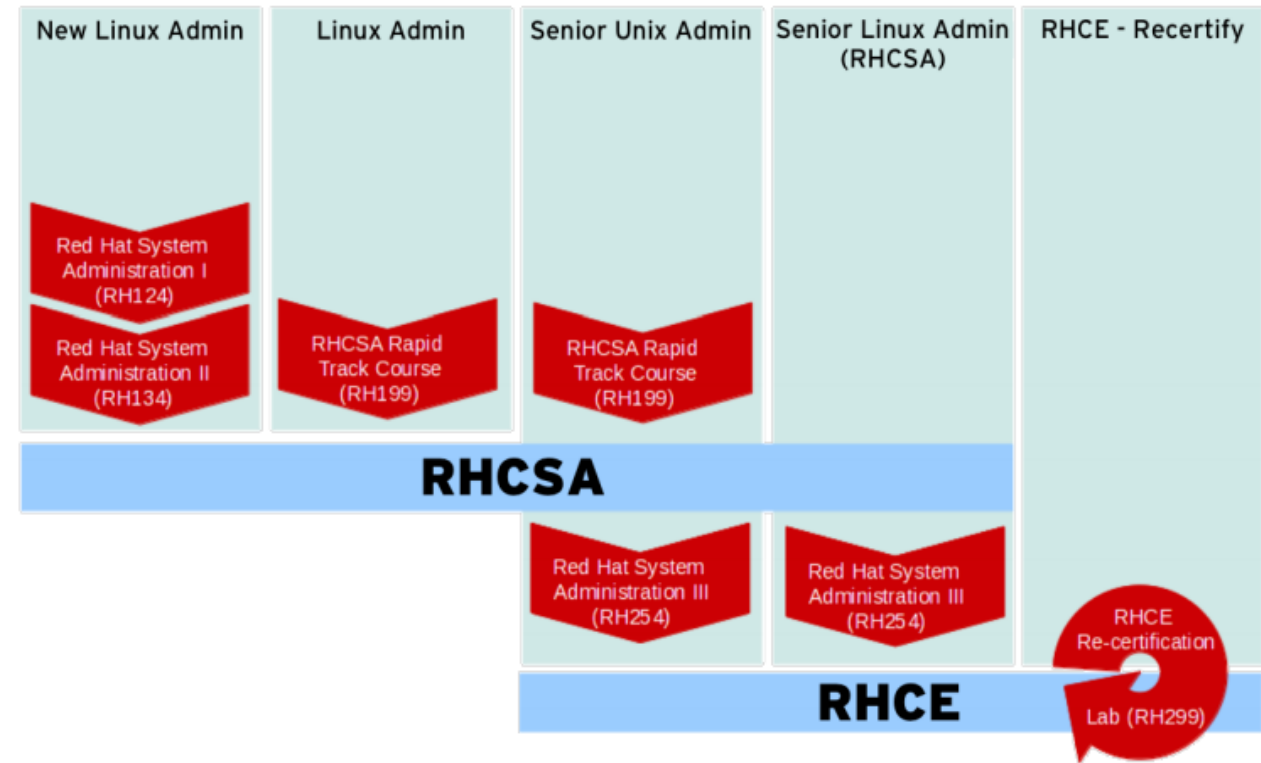 New Linux Admin
Linux Admin
Senior Unix Admin
Senior Linux Admin
(RHCSA)
RHCE - Recertify
Red Hat System
Administration I
(RH124)
Red Hat System
Administration II
(RH134)
RHCSA Rapid
Track Course
(RH199)
RHCSA Rapid
Track Course
(RH199)
RHCSA
Red Hat System
Administration III
(RH254)
Red Hat System
Administration III
(RH254)
RHCE
Re-certification
Lab (RH299)
RHCE